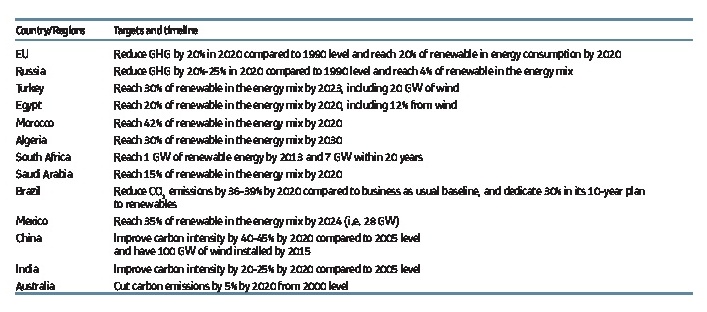 Country/Regions Targets and timeline
EU Reduce GHG by 20% in 2020 compared to 1990 level and reach 20% of renewable in energy consumption by 2020
Russia Reduce GHG by 20%-25% in 2020 compared to 1990 level and reach 4% of renewable in the energy mix
Turkey Reach 30% of renewable in the energy mix by 2023, including 20 GW of wind
Egypt Reach 20% of renewable in the energy mix by 2020, including 12% from wind
Morocco Reach 42% of renewable in the energy mix by 2020
Algeria Reach 30% of renewable in the energy mix by 2030
South Africa Reach 1 GW of renewable energy by 2013 and 7 GW within 20 years
Saudi Arabia Reach 15% of renewable in the energy mix by 2020
Brazil Reduce CO₂ emissions by 36-39% by 2020 compared to business as usual baseline, and dedicate 30% in its 10-year plan
to renewables
Mexico Reach 35% of renewable in the energy mix by 2024 (i,e, 28 GW)
China Improve carbon intensity by 40-45% by 2020 compared to 2005 level
and have 100 GW of wind installed by 2015
India Improve carbon intensity by 20-25% by 2020 compared to 2005 level
Australia Cut carbon emissions by 5% by 2020 from 2000 level